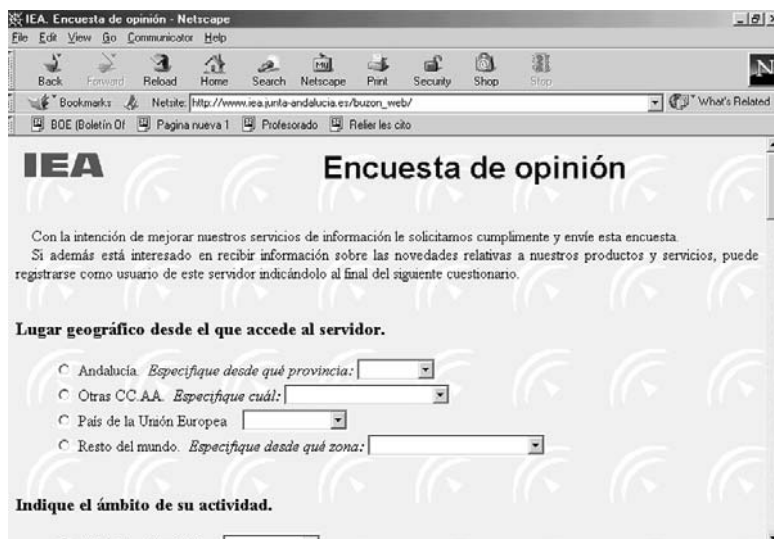 IEA. Encuesta de opinión - Netscape
File Edit View Go Communicator Help
Back Forward Reload Home Search Netscape Print Security Shop Stop
Bookmarks Netsite: http://www.iea.junta-andalucia.es/buzon_web/ What's Related
BOE (Boletín Of Pagina nueva 1 Profesorado Relier les cito
IEA Encuesta de opinión
Con la intención de mejorar nuestros servicios de información le solicitamos cumplimente y envíe esta encuesta.
Si además está interesado en recibir información sobre las novedades relativas a nuestros productos y servicios, puede
registrarse como usuario de este servidor indicándolo al final del siguiente cuestionario.
Lugar geográfico desde el que accede al servidor.
Andalucía. Especifique desde qué provincia:
Otras CC.AA. Especifique cuál:
País de la Unión Europea
Resto del mundo. Especifique desde qué zona:
Indique el ámbito de su actividad.